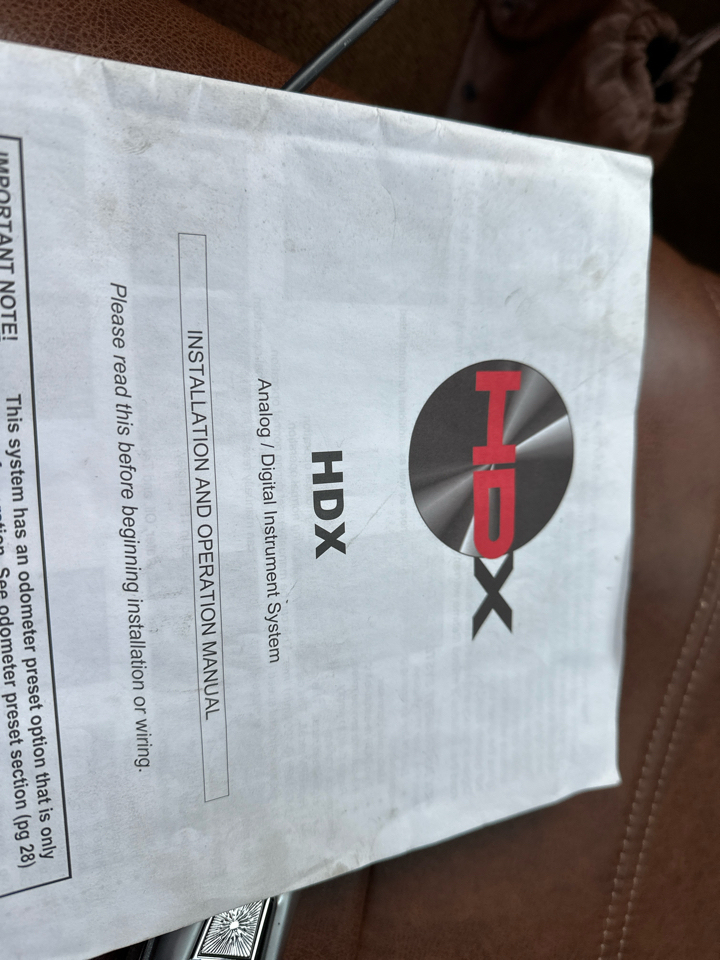 HDX
HDX
Analog / Digital Instrument System
INSTALLATION AND OPERATION MANUAL
Please read this before beginning installation or wiring.
IMPORTANT NOTE! This system has an odometer preset option that is only
See odometer preset section (pg 28)